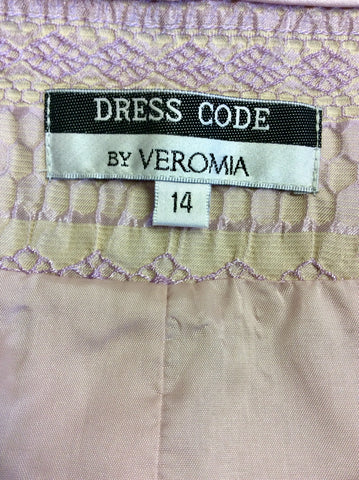 DRESS CODE
BY VEROMIA
14